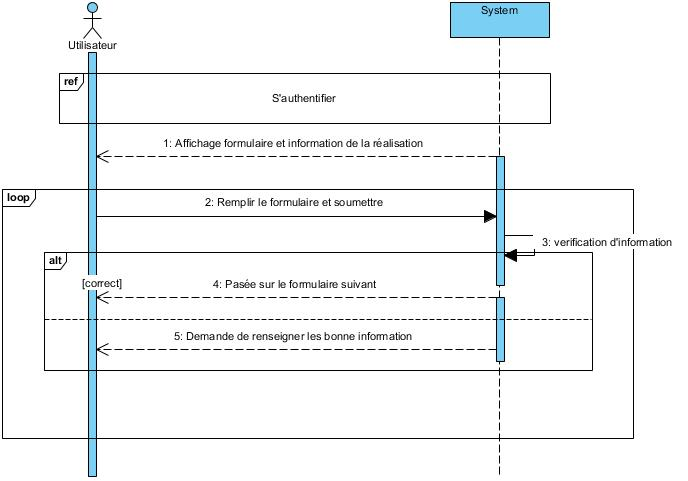 System
Utilisateur
ref
S'authentifier
1: Affichage formulaire et information de la réalisation
loop
2: Remplir le formulaire et soumettre
3: verification d'information
alt
[correct]
4: Pasée sur le formulaire suivant
5: Demande de renseigner les bonne information